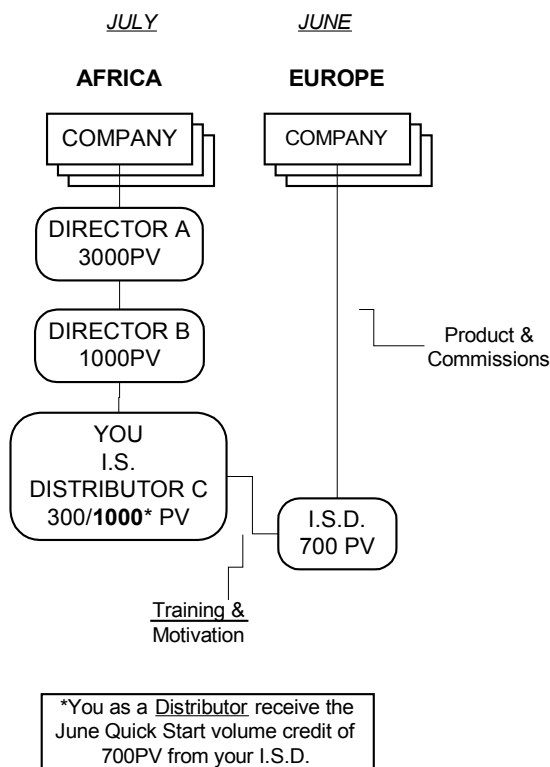 JULY
JUNE
AFRICA
EUROPE
COMPANY
COMPANY
DIRECTOR A
3000PV
DIRECTOR B
1000PV
Product &
Commissions
YOU
I.S.
DISTRIBUTOR C
300/1000* PV
I.S.D.
700 PV
Training &
Motivation
*You as a Distributor receive the
June Quick Start volume credit of
700PV from your I.S.D.